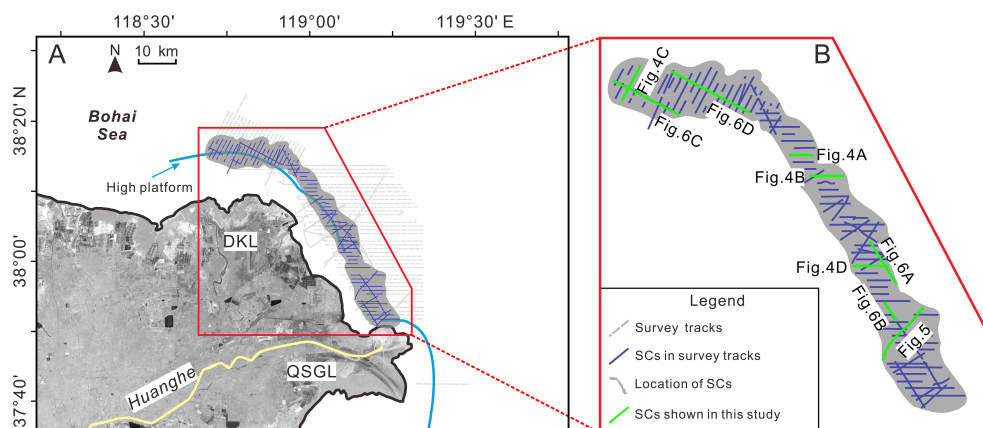 118°30'
119°00'
119°30' E
A
N
10 km
38°20' N
38°00'
37°40'
Bohai
Sea
High platform
DKL
Huanghe
QSGL
B
Fig.4C
Fig.6C
Fig.6D
Fig.4A
Fig.4B
Fig.6A
Fig.4D
Fig.6B
Fig.5
Legend
Survey tracks
SCs in survey tracks
Location of SCs
SCs shown in this study